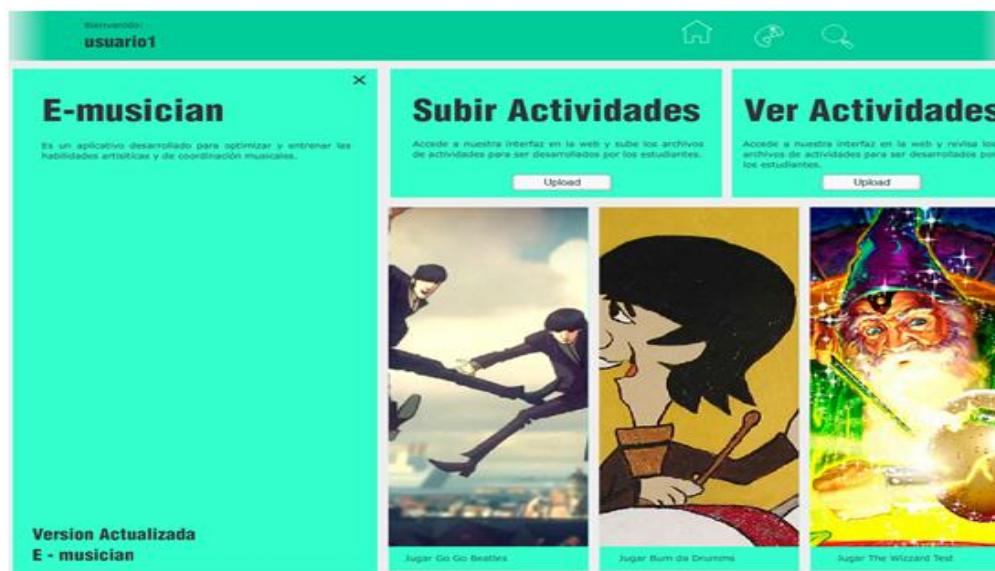 Bienvenido:
usuario1
E-musician
Es un aplicativo desarrollado para optimizar y entrenar las
habilidades artisiticas y de coordinación musicales.
Subir Actividades
Accede a nuestra interfaz en la web y sube los archivos
de actividades para ser desarrollados por los estudiantes.
Upload
Ver Actividades
Accede a nuestra interfaz en la web y revisa los
archivos de actividades para ser desarrollados por
los estudiantes.
Upload
Version Actualizada
E - musician
Jugar Go Go Beatles
Jugar Bum da Drumms
Jugar The Wizzard Test